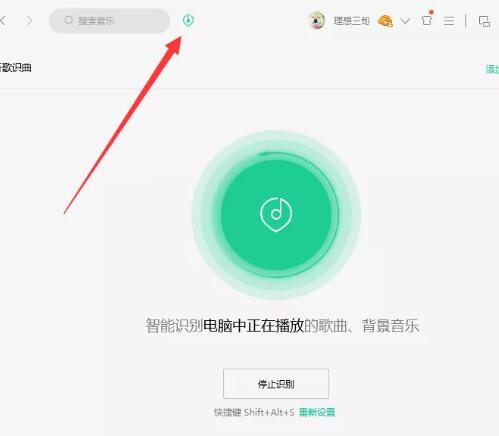 搜索音乐
理想三旬
听歌识曲
添加
智能识别电脑中正在播放的歌曲、背景音乐
停止识别
快捷键 Shift+Alt+S 重新设置